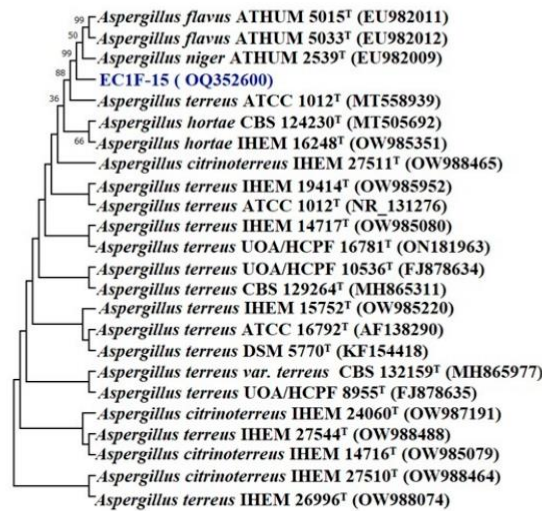 99
Aspergillus flavus ATHUM 5015ᵀ (EU982011)
50
Aspergillus flavus ATHUM 5033ᵀ (EU982012)
99
Aspergillus niger ATHUM 2539ᵀ (EU982009)
88
EC1F-15 ( OQ352600)
36
Aspergillus terreus ATCC 1012ᵀ (MT558939)
Aspergillus hortae CBS 124230ᵀ (MT505692)
66
Aspergillus hortae IHEM 16248ᵀ (OW985351)
Aspergillus citrinoterreus IHEM 27511ᵀ (OW988465)
Aspergillus terreus IHEM 19414ᵀ (OW985952)
Aspergillus terreus ATCC 1012ᵀ (NR_131276)
Aspergillus terreus IHEM 14717ᵀ (OW985080)
Aspergillus terreus UOA/HCPF 16781ᵀ (ON181963)
Aspergillus terreus UOA/HCPF 10536ᵀ (FJ878634)
Aspergillus terreus CBS 129264ᵀ (MH865311)
Aspergillus terreus IHEM 15752ᵀ (OW985220)
Aspergillus terreus ATCC 16792ᵀ (AF138290)
Aspergillus terreus DSM 5770ᵀ (KF154418)
Aspergillus terreus var. terreus CBS 132159ᵀ (MH865977)
Aspergillus terreus UOA/HCPF 8955ᵀ (FJ878635)
Aspergillus citrinoterreus IHEM 24060ᵀ (OW987191)
Aspergillus terreus IHEM 27544ᵀ (OW988488)
Aspergillus citrinoterreus IHEM 14716ᵀ (OW985079)
Aspergillus citrinoterreus IHEM 27510ᵀ (OW988464)
Aspergillus terreus IHEM 26996ᵀ (OW988074)